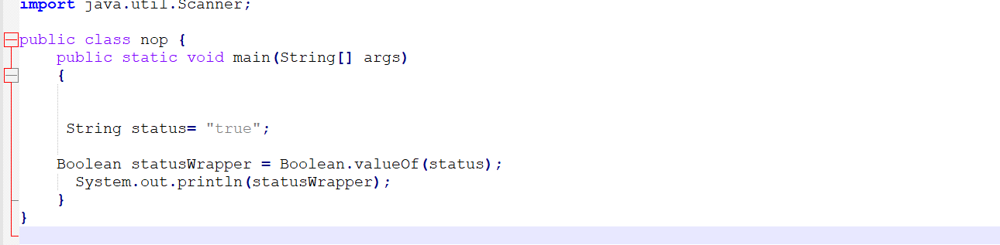 import java.util.Scanner;
public class nop {
public static void main(String[] args)
{
String status= "true";
Boolean statusWrapper = Boolean.valueOf(status);
System.out.println(statusWrapper);
}
}